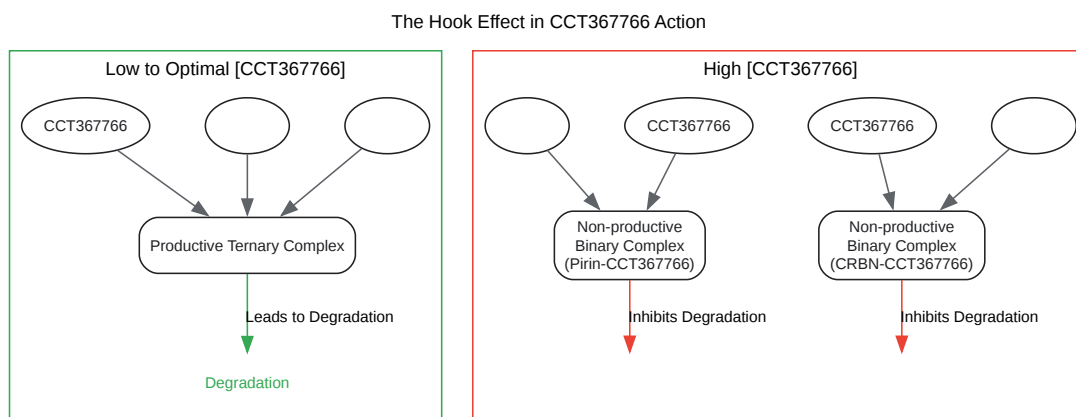 The Hook Effect in CCT367766 Action
Low to Optimal [CCT367766]
CCT367766
Productive Ternary Complex
Leads to Degradation
Degradation
High [CCT367766]
CCT367766
CCT367766
Non-productive
Binary Complex
(Pirin-CCT367766)
Non-productive
Binary Complex
(CRBN-CCT367766)
Inhibits Degradation
Inhibits Degradation